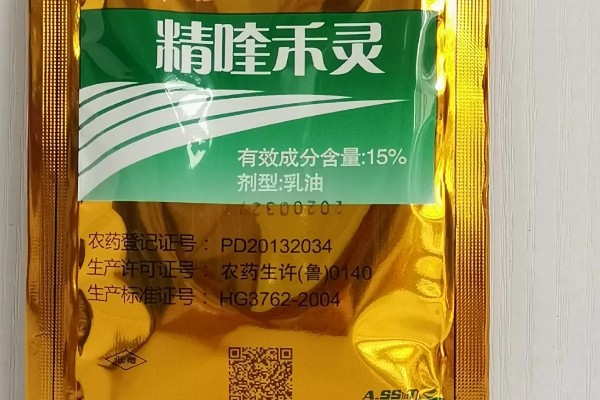 精喹禾灵
有效成分含量:15%
剂型:乳油
20200327
农药登记证号： PD20132034
生产许可证号： 农药生许(鲁)0140
生产标准证号： HG3762-2004